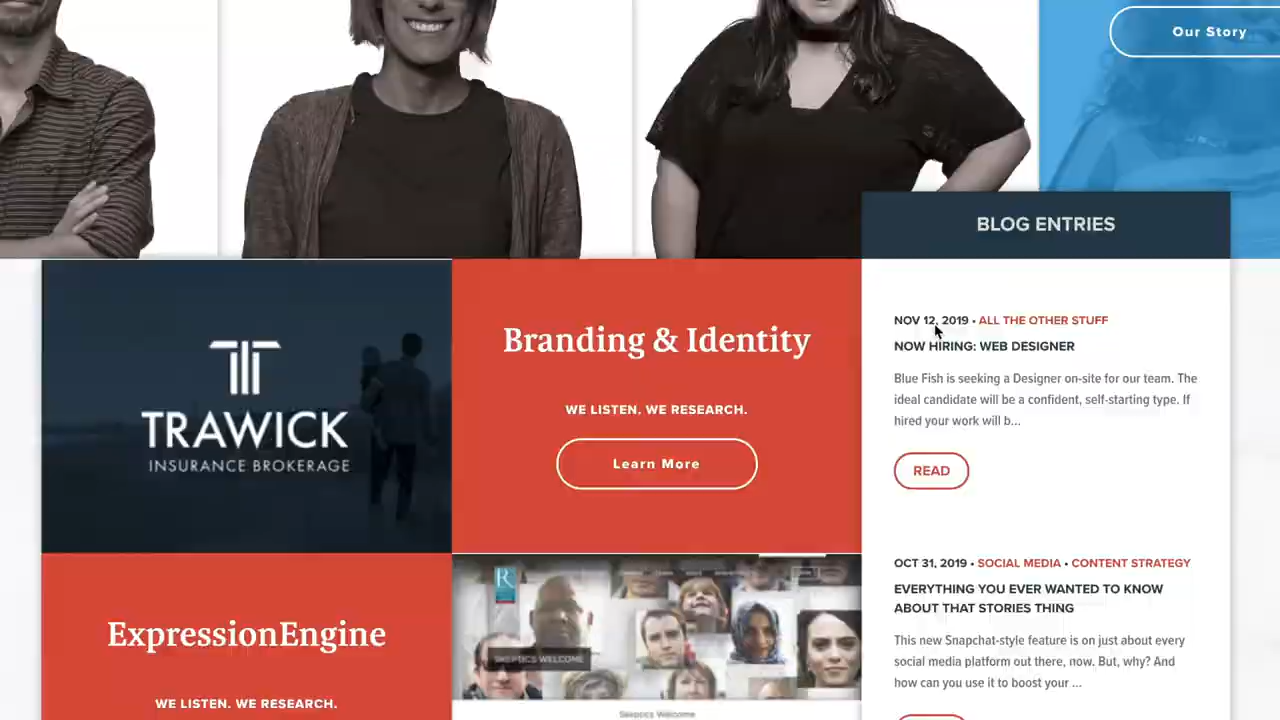 Our Story
BLOG ENTRIES
TRAWICK
INSURANCE BROKERAGE
Branding & Identity
WE LISTEN. WE RESEARCH.
Learn More
NOV 12, 2019 • ALL THE OTHER STUFF
NOW HIRING: WEB DESIGNER
Blue Fish is seeking a Designer on-site for our team. The
ideal candidate will be a confident, self-starting type. If
hired your work will b...
READ
ExpressionEngine
WE LISTEN. WE RESEARCH.
R
SKEPTICS WELCOME
Skeptics Welcome
OCT 31, 2019 • SOCIAL MEDIA • CONTENT STRATEGY
EVERYTHING YOU EVER WANTED TO KNOW
ABOUT THAT STORIES THING
This new Snapchat-style feature is on just about every
social media platform out there, now. But, why? And
how can you use it to boost your ...